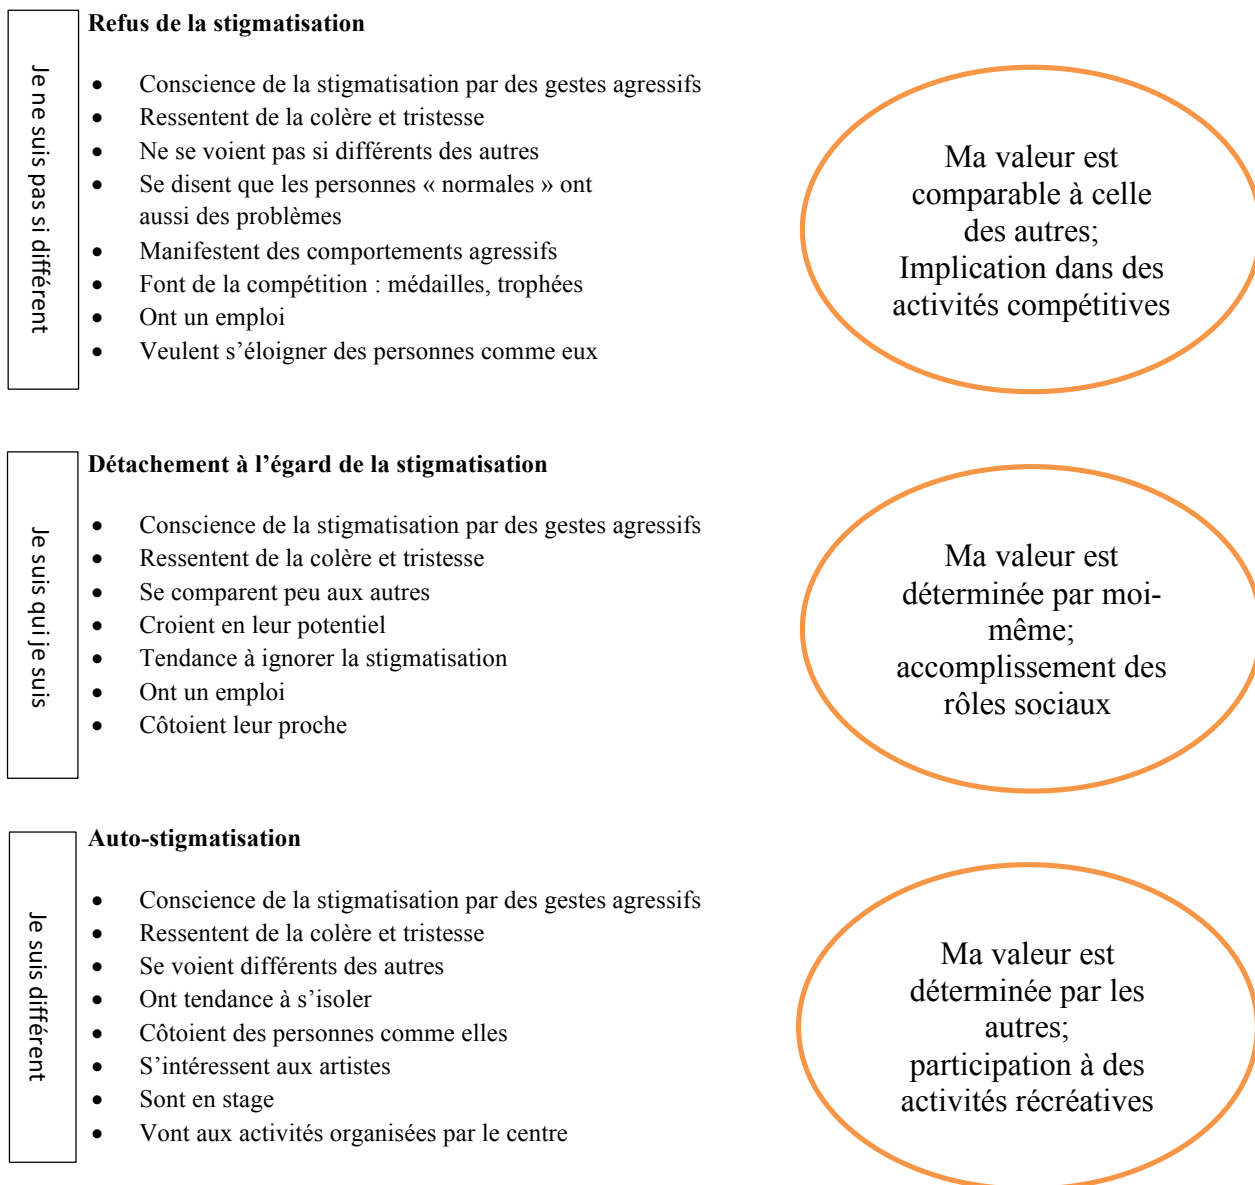 Je ne suis pas si différent
Refus de la stigmatisation
• Conscience de la stigmatisation par des gestes agressifs
• Ressentent de la colère et tristesse
• Ne se voient pas si différents des autres
• Se disent que les personnes « normales » ont
aussi des problèmes
• Manifestent des comportements agressifs
• Font de la compétition : médailles, trophées
• Ont un emploi
• Veulent s’éloigner des personnes comme eux
Ma valeur est
comparable à celle
des autres;
Implication dans des
activités compétitives
Je suis qui je suis
Détachement à l’égard de la stigmatisation
• Conscience de la stigmatisation par des gestes agressifs
• Ressentent de la colère et tristesse
• Se comparent peu aux autres
• Croient en leur potentiel
• Tendance à ignorer la stigmatisation
• Ont un emploi
• Côtoient leur proche
Ma valeur est
déterminée par moi-
même;
accomplissement des
rôles sociaux
Je suis différent
Auto-stigmatisation
• Conscience de la stigmatisation par des gestes agressifs
• Ressentent de la colère et tristesse
• Se voient différents des autres
• Ont tendance à s’isoler
• Côtoient des personnes comme elles
• S’intéressent aux artistes
• Sont en stage
• Vont aux activités organisées par le centre
Ma valeur est
déterminée par les
autres;
participation à des
activités récréatives